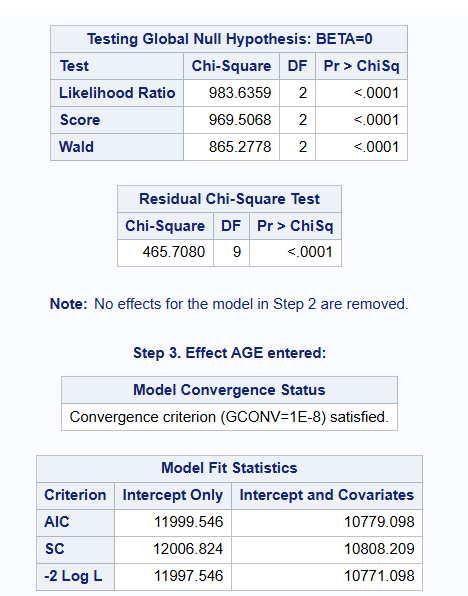 Testing Global Null Hypothesis: BETA=0
Test Chi-Square DF Pr > ChiSq
Likelihood Ratio 983.6359 2 <.0001
Score 969.5068 2 <.0001
Wald 865.2778 2 <.0001
Residual Chi-Square Test
Chi-Square DF Pr > ChiSq
465.7080 9 <.0001
Note: No effects for the model in Step 2 are removed.
Step 3. Effect AGE entered:
Model Convergence Status
Convergence criterion (GCONV=1E-8) satisfied.
Model Fit Statistics
Criterion Intercept Only Intercept and Covariates
AIC 11999.546 10779.098
SC 12006.824 10808.209
-2 Log L 11997.546 10771.098